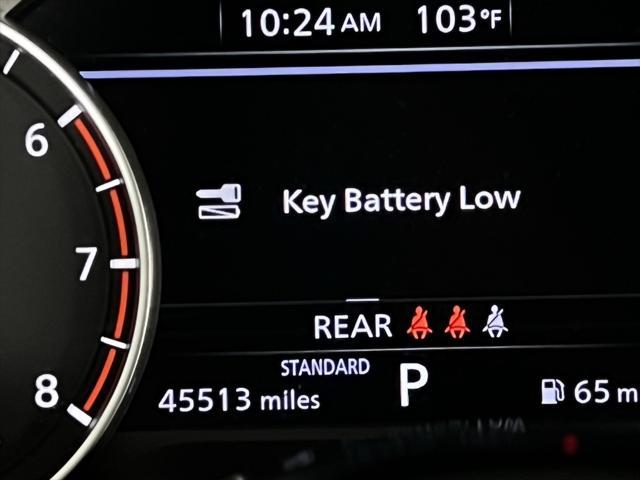 10:24 AM 103°F
6
Key Battery Low
7
REAR
STANDARD
8
45513 miles P 65 m